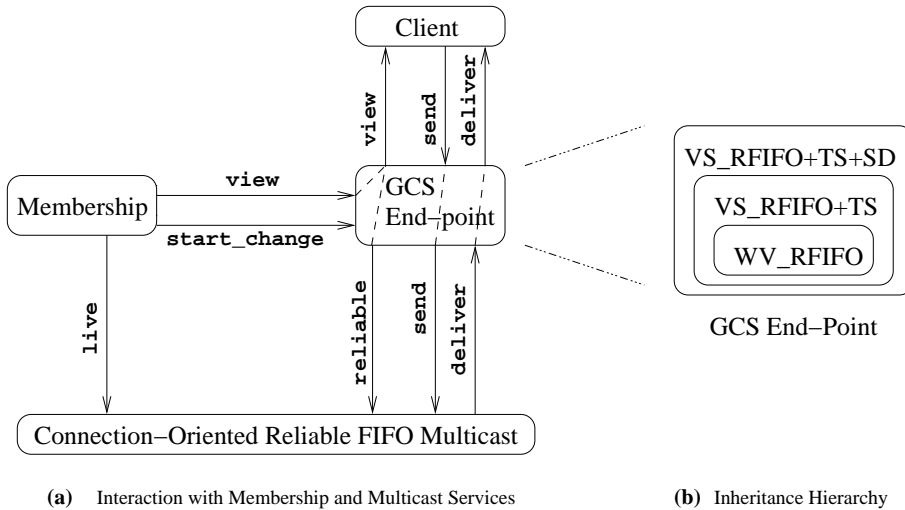 Client
view
send
deliver
VS_RFIFO+TS+SD
view
GCS
End−point
Membership
VS_RFIFO+TS
start_change
WV_RFIFO
GCS End−Point
live
reliable
send
deliver
Connection−Oriented Reliable FIFO Multicast
(a) Interaction with Membership and Multicast Services
(b) Inheritance Hierarchy